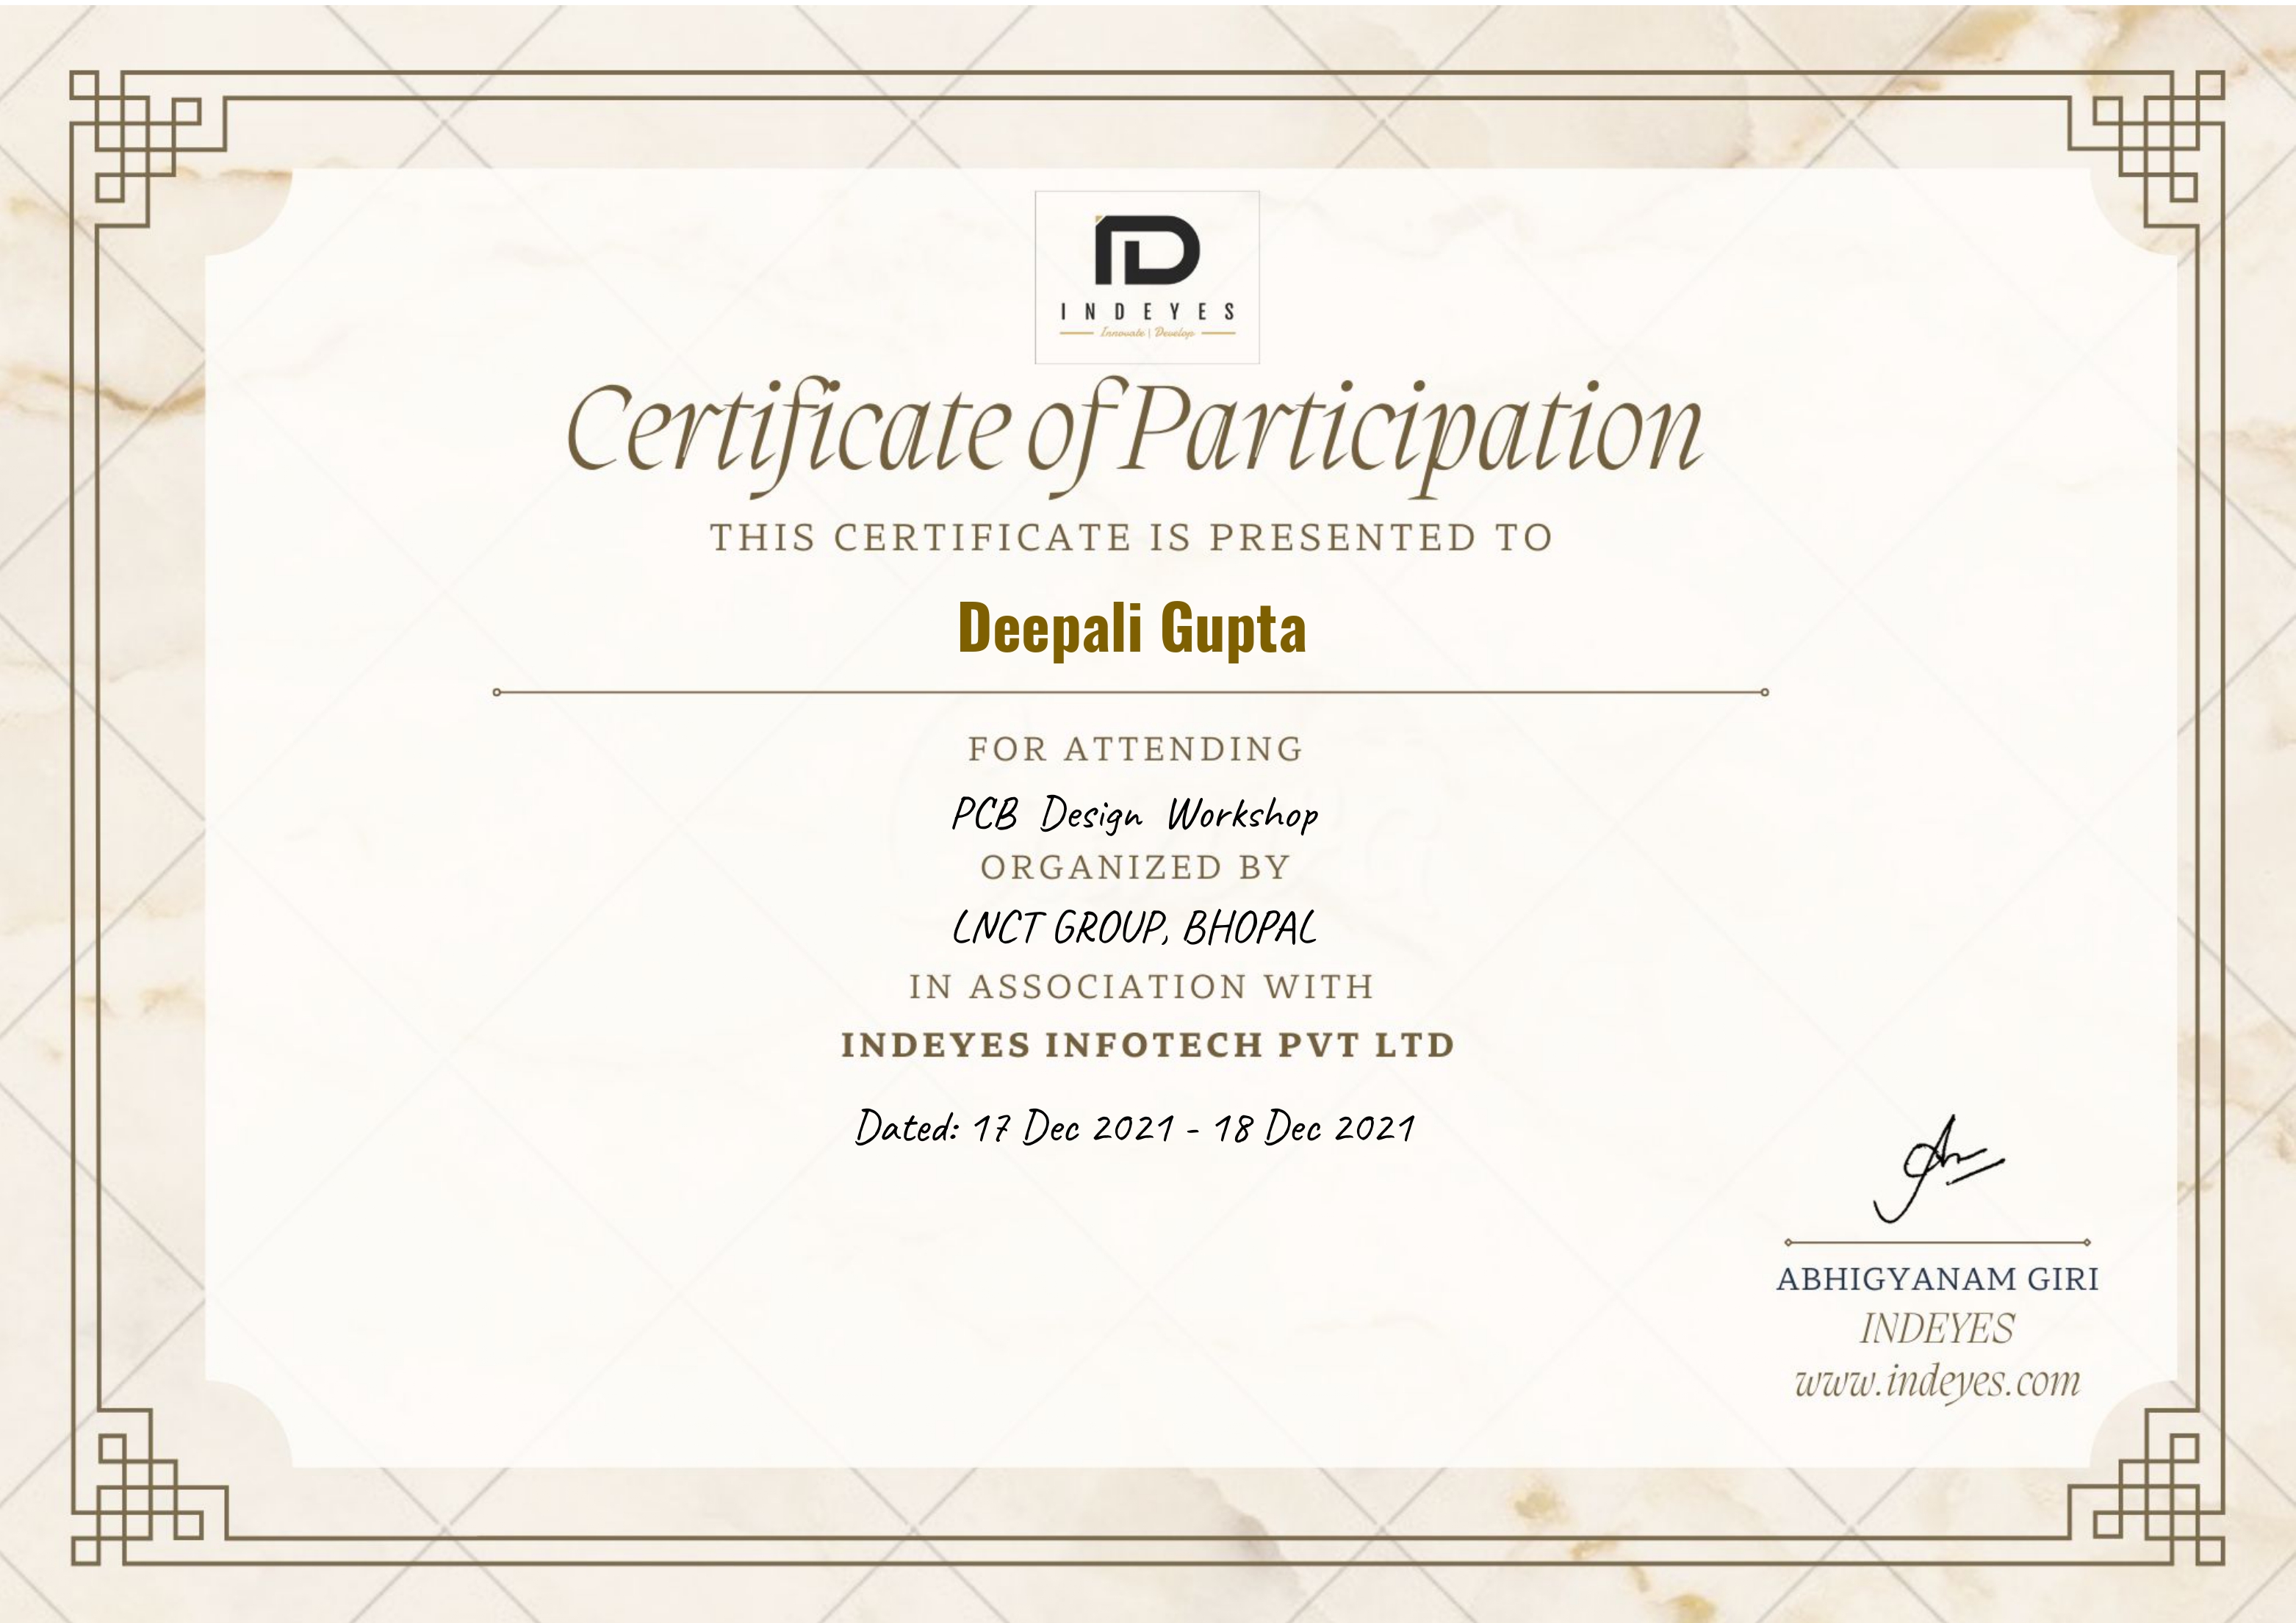 INDEYES
Innovate | Develop
Certificate of Participation
THIS CERTIFICATE IS PRESENTED TO
Deepali Gupta
FOR ATTENDING
PCB Design Workshop
ORGANIZED BY
LNCT GROUP, BHOPAL
IN ASSOCIATION WITH
INDEYES INFOTECH PVT LTD
Dated: 17 Dec 2021 - 18 Dec 2021
ABHIGYANAM GIRI
INDEYES
www.indeyes.com